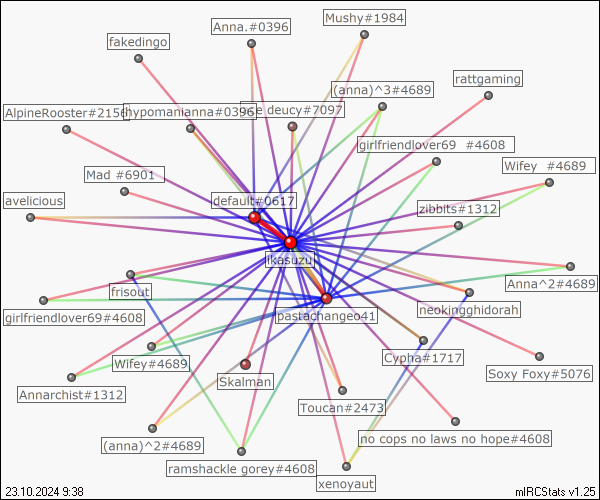 Mushy#1984
Anna.#0396
fakedingo
rattgaming
(anna)^3#4689
AlpineRooster#2156
hypomanianna#0396
e deucy#7097
girlfriendlover69 #4608
Wifey #4689
Mad #6901
avelicious
default#0617
zibbits#1312
ikasuzu
Anna^2#4689
frisout
neokingghidorah
girlfriendlover69#4608
pastachangeo41
Wifey#4689
Cypha#1717
Soxy Foxy#5076
Annarchist#1312
Skalman
Toucan#2473
(anna)^2#4689
no cops no laws no hope#4608
ramshackle gorey#4608
xenoyaut
23.10.2024 9:38
mIRCStats v1.25